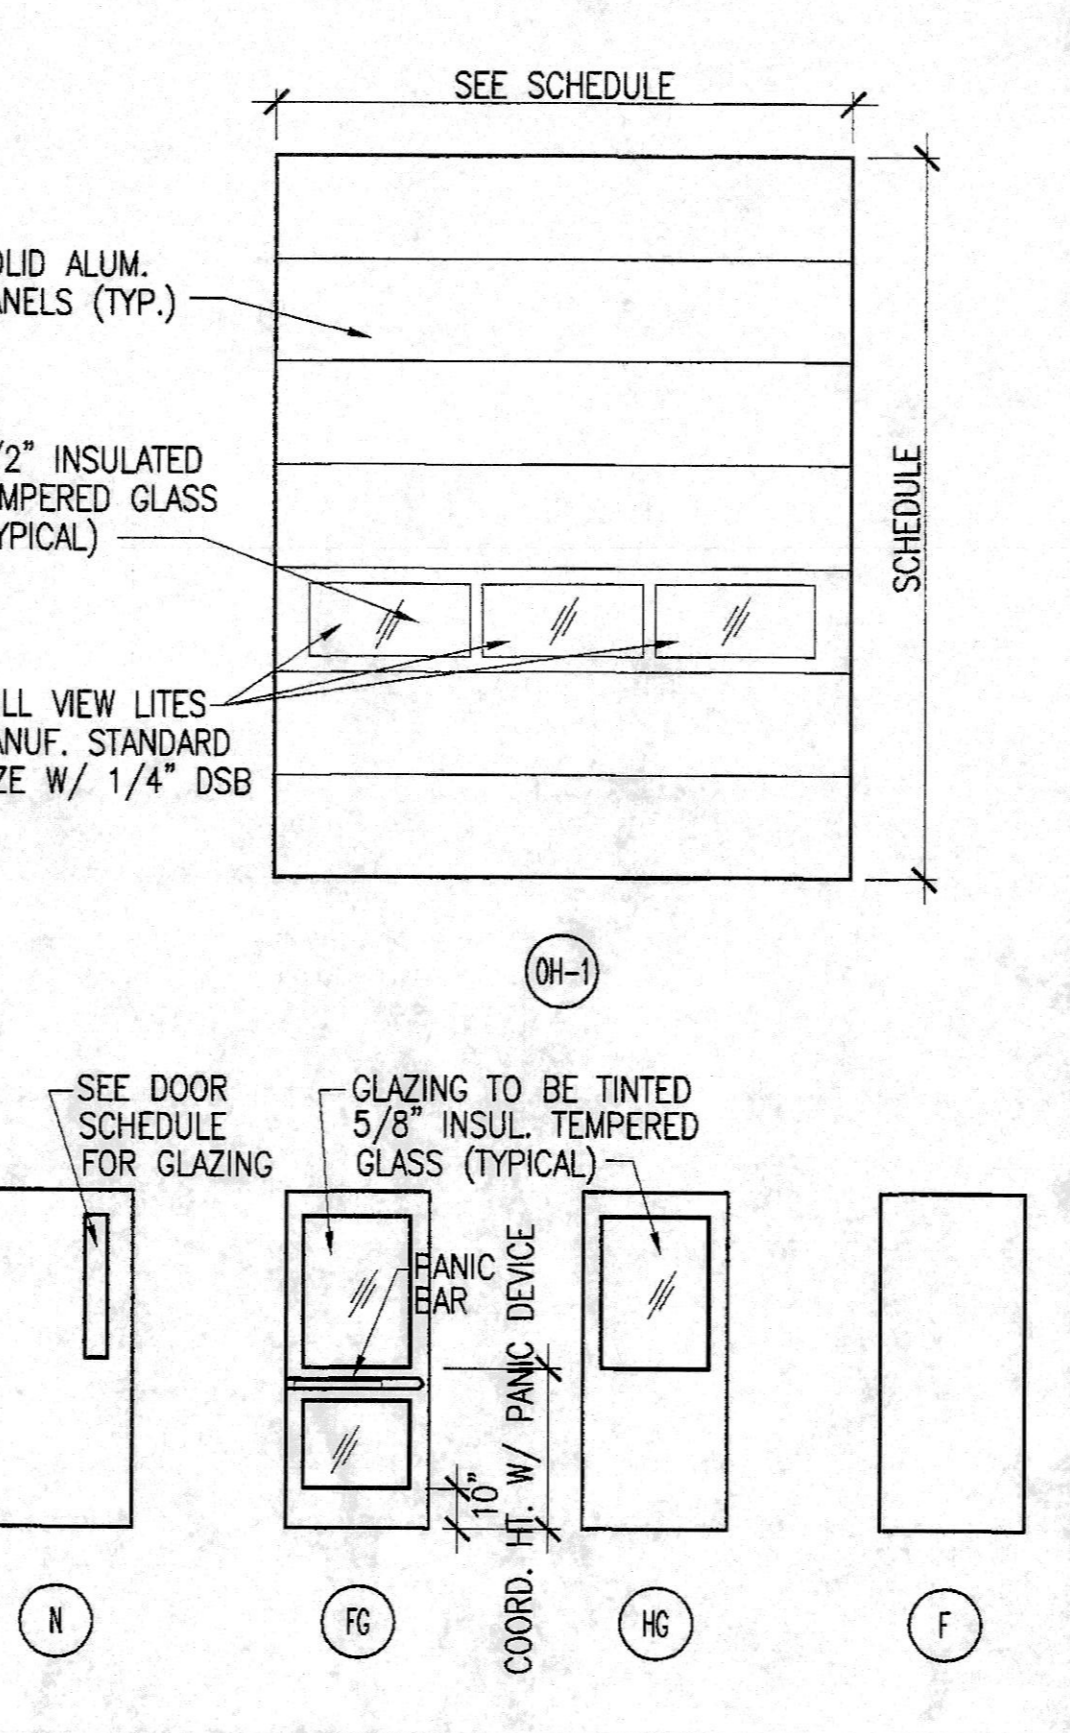 SEE SCHEDULE
OLID ALUM.
ANELS (TYP.)
/2" INSULATED
MPERED GLASS
YPICAL)
SCHEDULE
LL VIEW LITES
ANUF. STANDARD
ZE W/ 1/4" DSB
OH-1
SEE DOOR
SCHEDULE
FOR GLAZING
GLAZING TO BE TINTED
5/8" INSUL. TEMPERED
GLASS (TYPICAL)
PANIC
BAR
10"
COORD. HT. W/ PANIC DEVICE
N
FG
HG
F